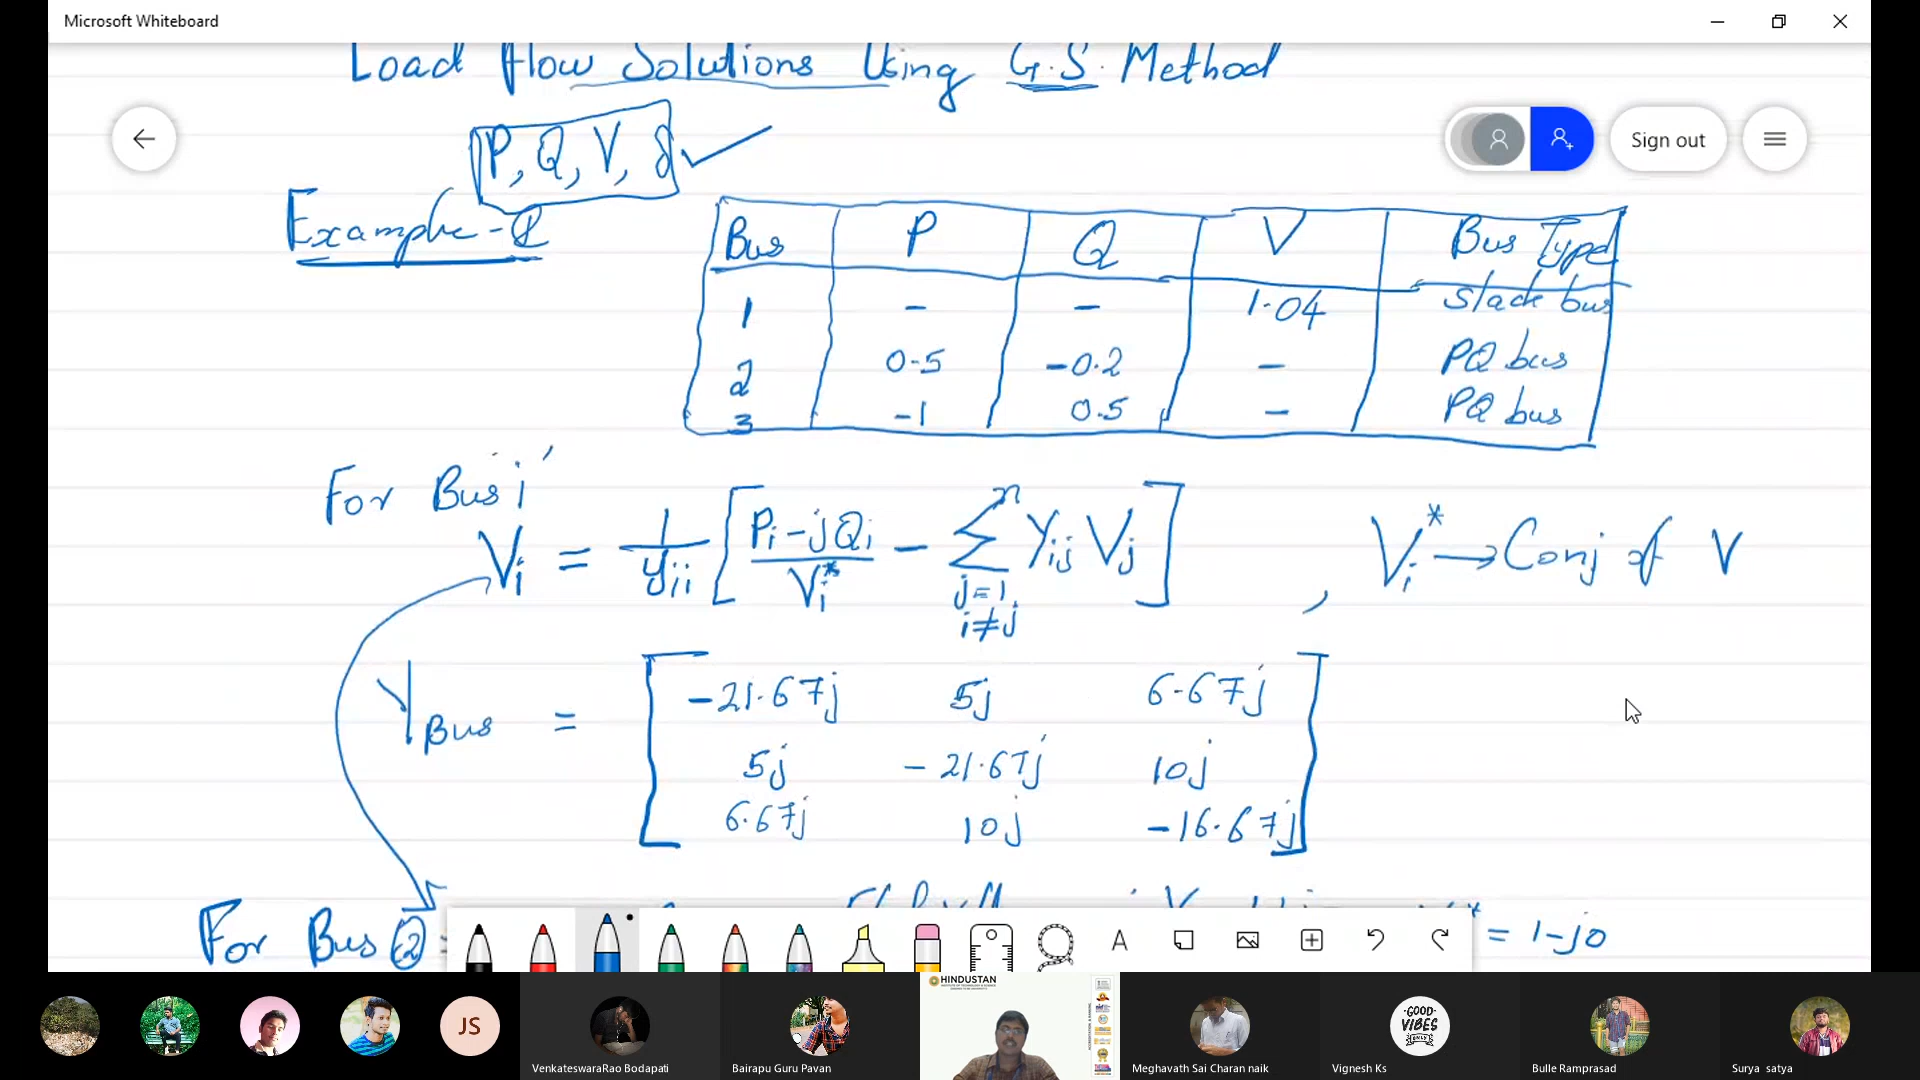 Microsoft Whiteboard
Load flow Solutions Using G.S. Method
P, Q, V, δ
Sign out
Example-1
Bus P Q V Bus Type
1 - - 1.04 Slack bus
2 0.5 -0.2 - PQ bus
3 -1 0.5 - PQ bus
For Bus 'i'
Vi = 1/yii [ Pi-jQi / Vi* - Σ n j=1, i≠j Yij Vj ] , Vi* → Conj of V
YBus = [ -21.67j 5j 6.67j
5j -21.67j 10j
6.67j 10j -16.67j ]
For Bus 2
= 1-j0
JS
HINDUSTAN
VenkateswaraRao Bodapati
Bairapu Guru Pavan
Meghavath Sai Charan naik
GOOD
VIBES
ONLY
Vignesh Ks
Bulle Ramprasad
Surya satya